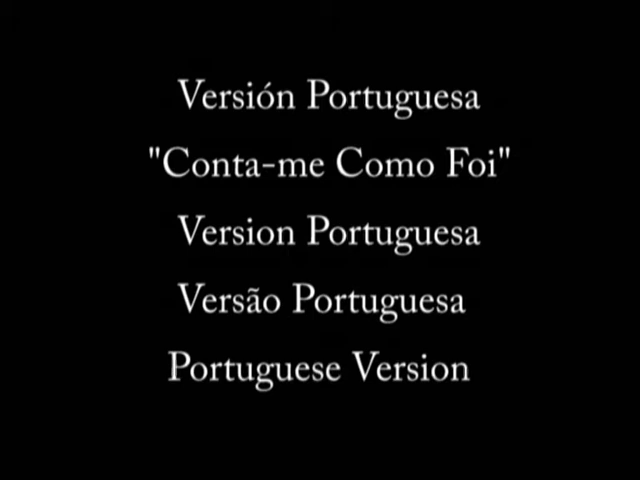 Versión Portuguesa
"Conta-me Como Foi"
Version Portuguesa
Versão Portuguesa
Portuguese Version